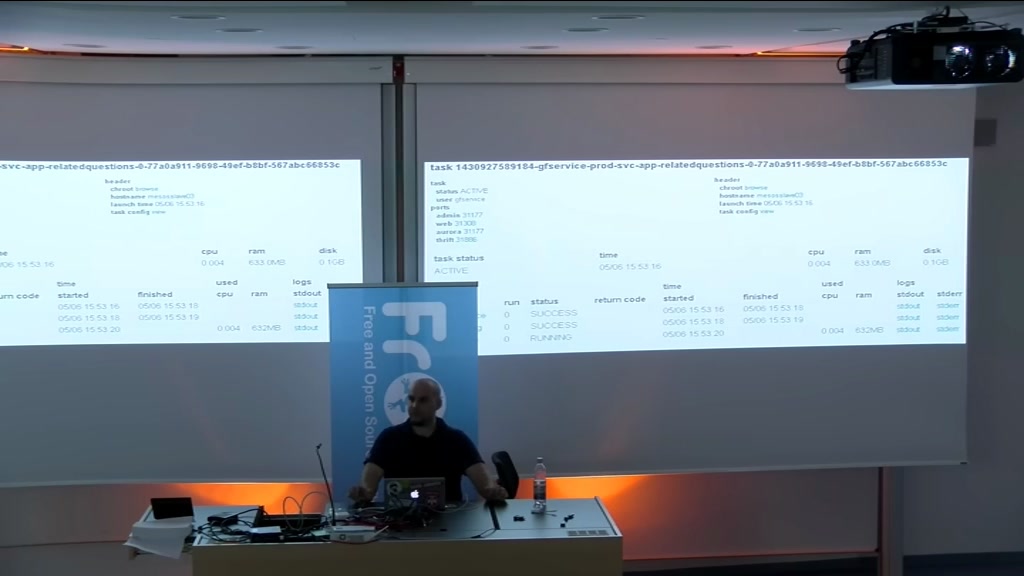 svc-app-relatedquestions-0-77a0a911-9698-49ef-b8bf-567abc66853c
header
chroot browse
hostname mesosslave03
launch time 05/06 15 53 16
task config view
cpu ram disk
05/06 15 53 16 0.004 633.0MB 0.1GB
time used logs
return code started finished cpu ram stdout
05/06 15 53 16 05/06 15 53 18 stdout
05/06 15 53 18 05/06 15 53 19 stdout
05/06 15 53 20 0.004 632MB stdout
task 1430927589184-gfservice-prod-svc-app-relatedquestions-0-77a0a911-9698-49ef-b8bf-567abc66853c
task
status ACTIVE
user gfservice
ports
admin 31177
web 31308
aurora 31177
thrift 31886
header
chroot browse
hostname mesosslave03
launch time 05/06 15 53 16
task config view
task status time cpu ram disk
ACTIVE 05/06 15 53 16 0.004 633.0MB 0.1GB
time used logs
run status return code started finished cpu ram stdout stderr
0 SUCCESS 05/06 15 53 16 05/06 15 53 18 stdout stderr
0 SUCCESS 05/06 15 53 18 05/06 15 53 19 stdout stderr
0 RUNNING 05/06 15 53 20 0.004 632MB stdout stderr
Free and Open Sou